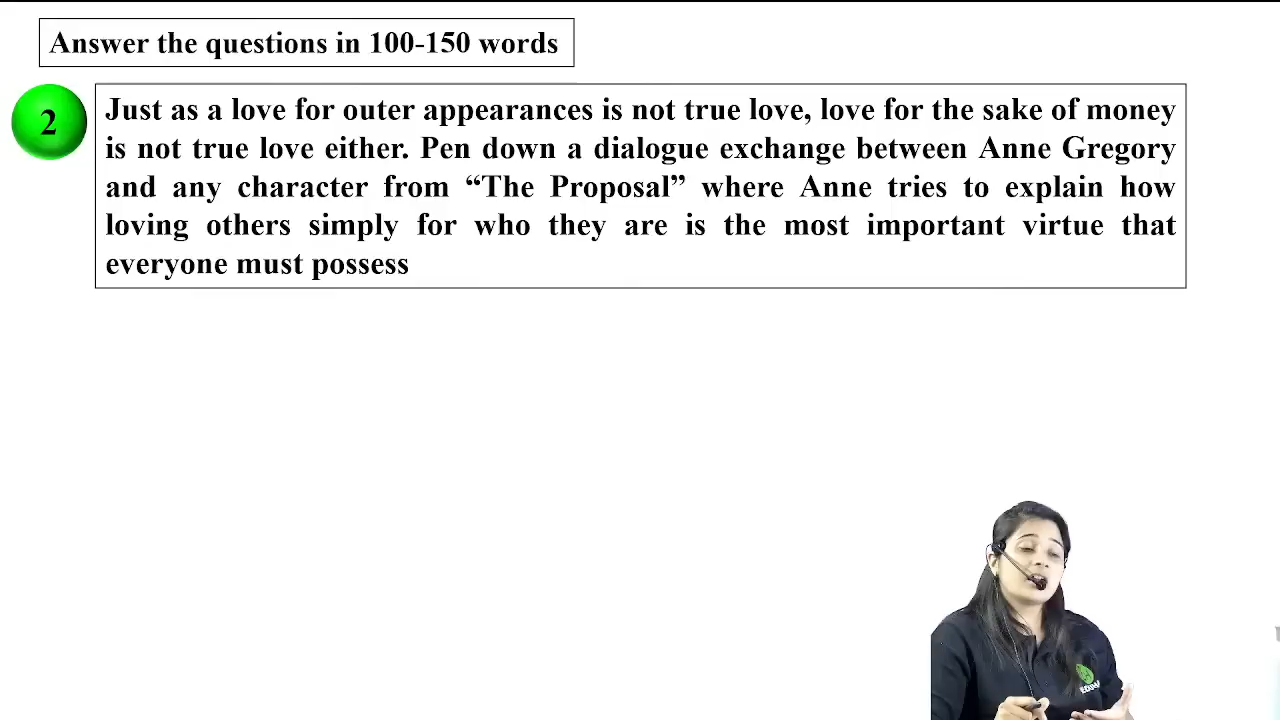 Answer the questions in 100-150 words
2
Just as a love for outer appearances is not true love, love for the sake of money
is not true love either. Pen down a dialogue exchange between Anne Gregory
and any character from “The Proposal” where Anne tries to explain how
loving others simply for who they are is the most important virtue that
everyone must possess